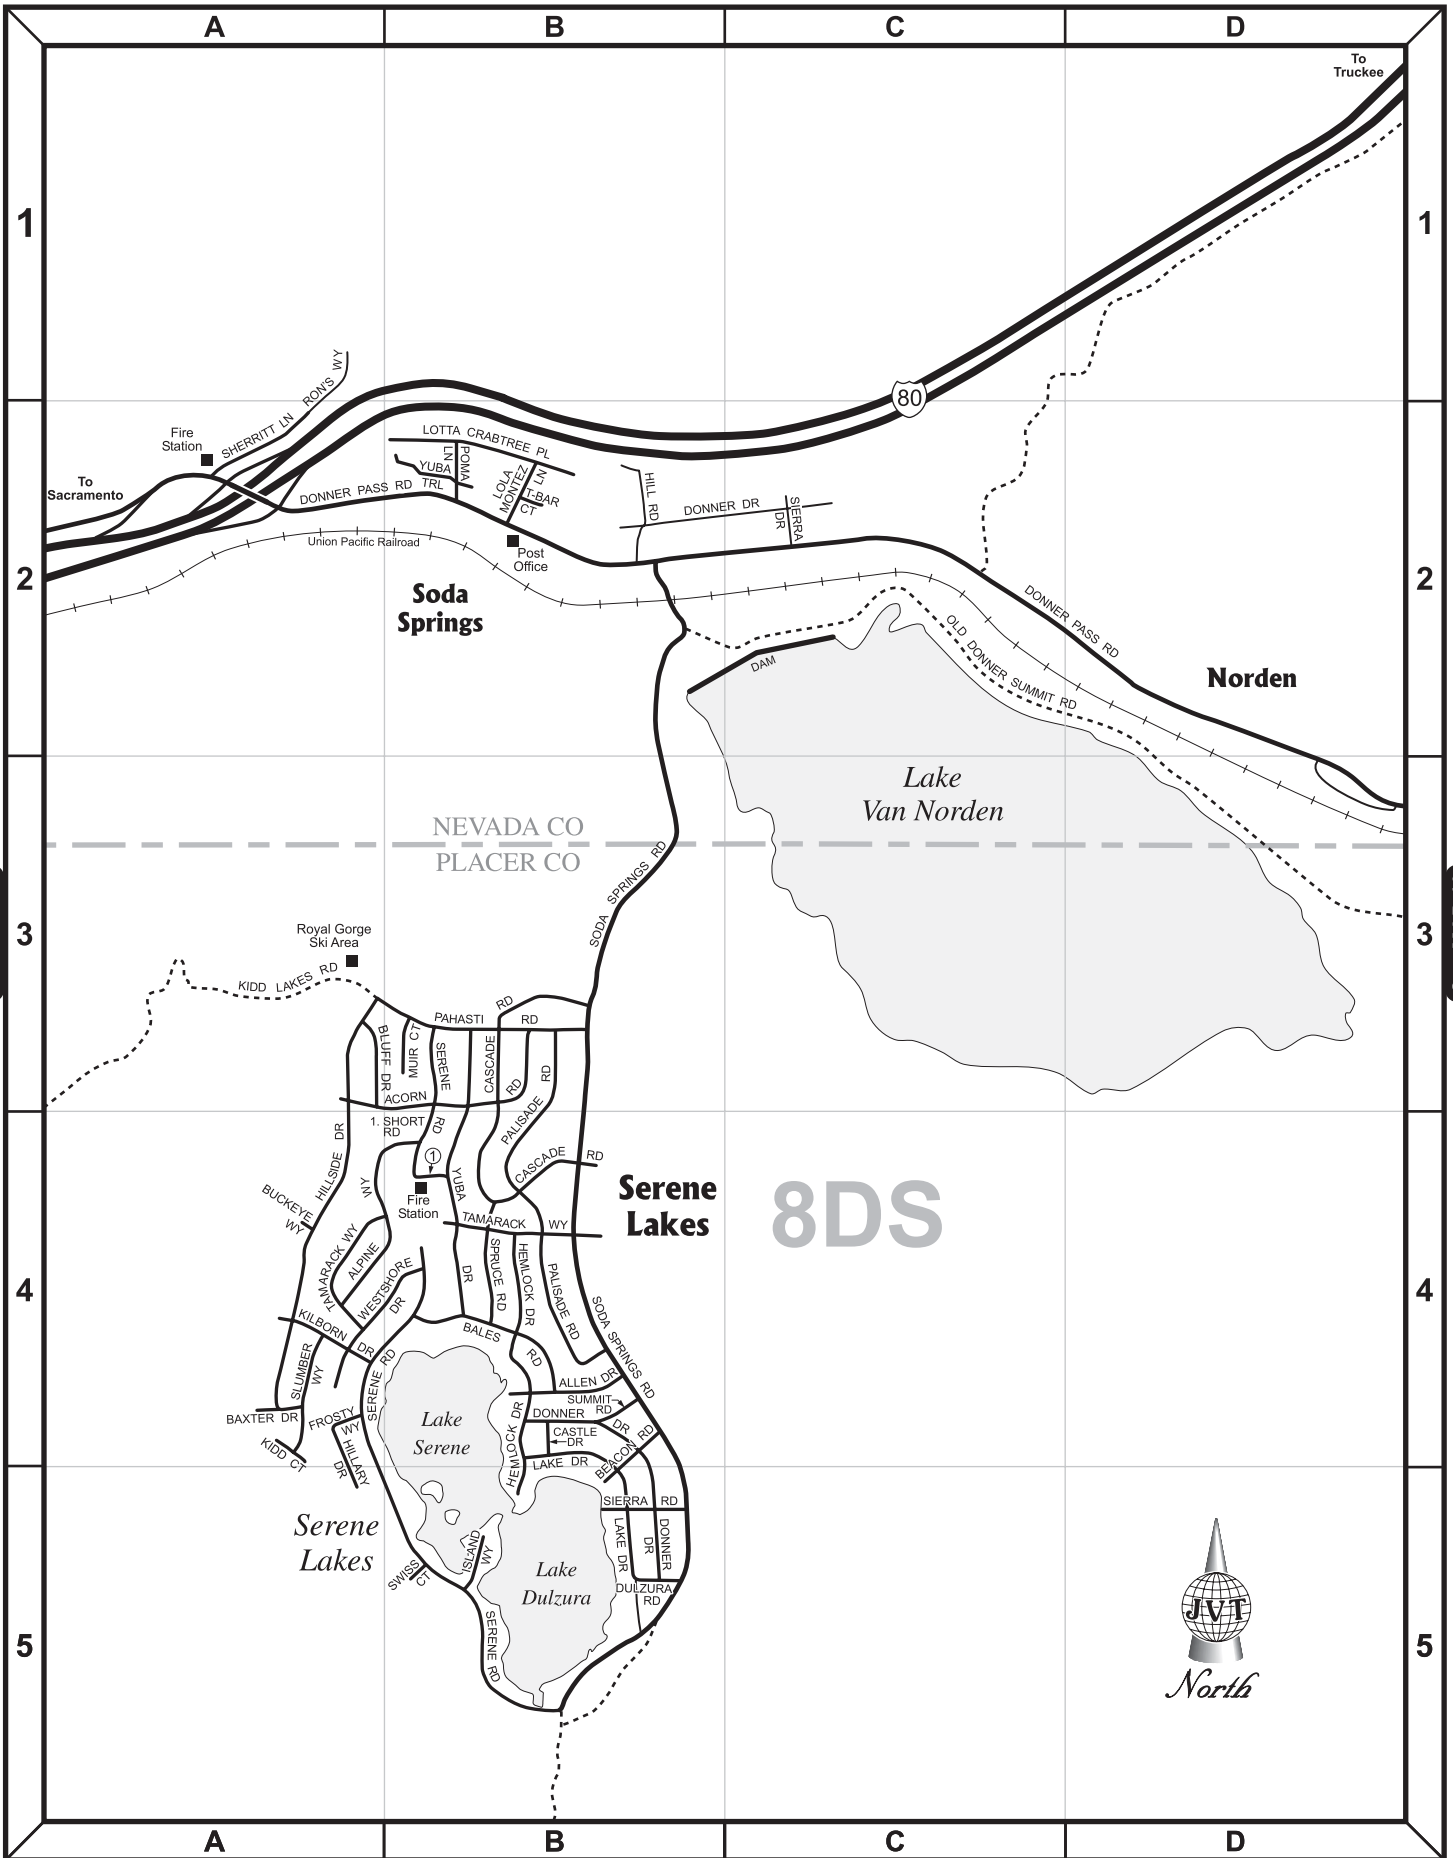 A
B
C
D
To
Truckee
1
1
80
RON'S WY
SHERRITT LN
Fire
Station
To
Sacramento
LOTTA CRABTREE PL
POMA
LN
YUBA
TRL
LOLA
MONTEZ
LN
T-BAR
CT
DONNER PASS RD
Union Pacific Railroad
Post
Office
HILL RD
DONNER DR
SIERRA
DR
2
2
Soda
Springs
DONNER PASS RD
OLD DONNER SUMMIT RD
DAM
Norden
Lake
Van Norden
NEVADA CO
PLACER CO
SODA SPRINGS RD
3
3
Royal Gorge
Ski Area
KIDD LAKES RD
RD
PAHASTI RD
BLUFF DR
MUIR CT
SERENE
CASCADE
RD
RD
ACORN
PALISADE
1. SHORT
RD
RD
1
HILLSIDE DR
CASCADE RD
BUCKEYE
WY
WY
Fire
Station
YUBA
Serene
Lakes
8DS
TAMARACK WY
TAMARACK WY
ALPINE
WESTSHORE
DR
DR
SPRUCE RD
HEMLOCK DR
PALISADE RD
4
4
KILBORN DR
BALES
RD
SODA SPRINGS RD
SLUMBER
WY
SERENE RD
ALLEN DR
SUMMIT
RD
BAXTER DR
FROSTY
WY
DONNER
DR
CASTLE
DR
BEACON RD
HEMLOCK DR
LAKE DR
KIDD CT
HILLARY
DR
Lake
Serene
SIERRA RD
Serene
Lakes
ISLAND
WY
LAKE DR
DR
DONNER
SWISS
CT
Lake
Dulzura
DULZURA
RD
SERENE RD
5
5
JVT
North
A
B
C
D